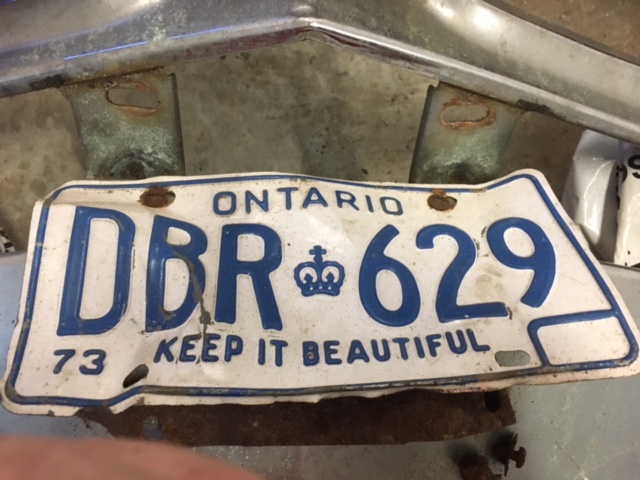 ONTARIO
DBR 629
73 KEEP IT BEAUTIFUL